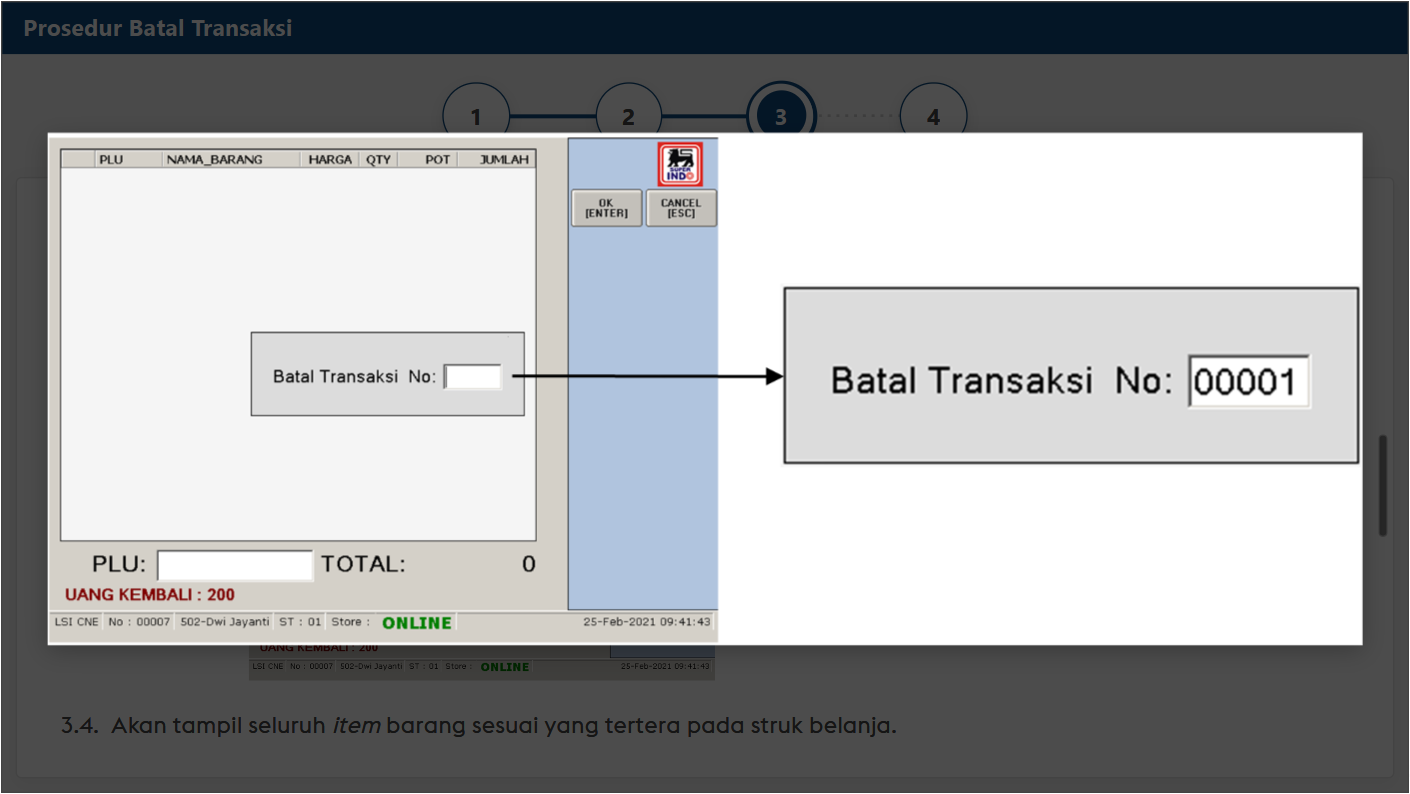 Prosedur Batal Transaksi
1 2 3 4
PLU NAMA_BARANG HARGA QTY POT JUMLAH
SUPER
INDO
OK
[ENTER]
CANCEL
[ESC]
Batal Transaksi No:
Batal Transaksi No: 00001
PLU: TOTAL: 0
UANG KEMBALI : 200
LSI CNE No : 00007 502-Dwi Jayanti ST : 01 Store : ONLINE 25-Feb-2021 09:41:43
UANG KEMBALI : 200
LSI CNE No : 00007 502-Dwi Jayanti ST : 01 Store : ONLINE 25-Feb-2021 09:41:43
3.4. Akan tampil seluruh item barang sesuai yang tertera pada struk belanja.